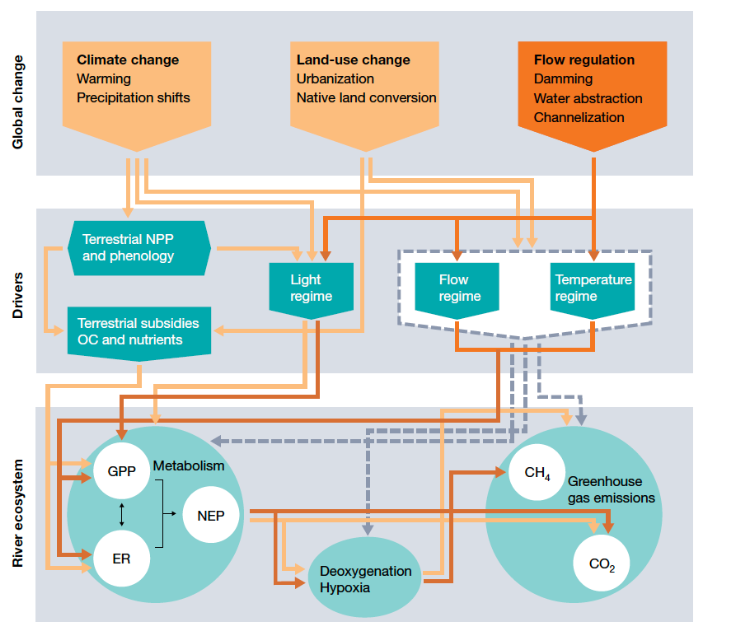 Global change
Climate change
Warming
Precipitation shifts
Land-use change
Urbanization
Native land conversion
Flow regulation
Damming
Water abstraction
Channelization
Drivers
Terrestrial NPP
and phenology
Light
regime
Flow
regime
Temperature
regime
Terrestrial subsidies
OC and nutrients
River ecosystem
GPP
Metabolism
NEP
ER
Deoxygenation
Hypoxia
CH4
Greenhouse
gas emissions
CO2